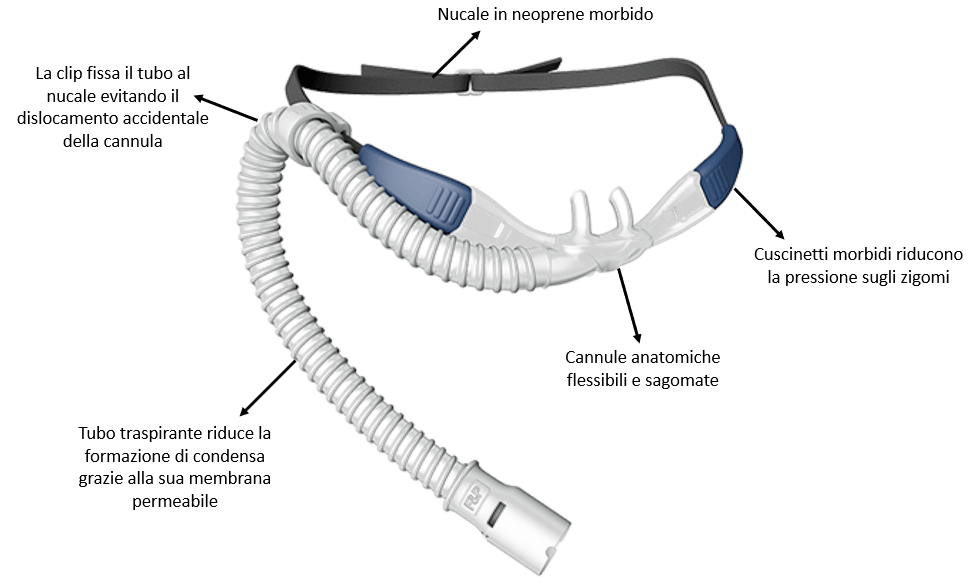 Nucale in neoprene morbido
La clip fissa il tubo al
nucale evitando il
dislocamento accidentale
della cannula
Cuscinetti morbidi riducono
la pressione sugli zigomi
Cannule anatomiche
flessibili e sagomate
Tubo traspirante riduce la
formazione di condensa
grazie alla sua membrana
permeabile
F&P